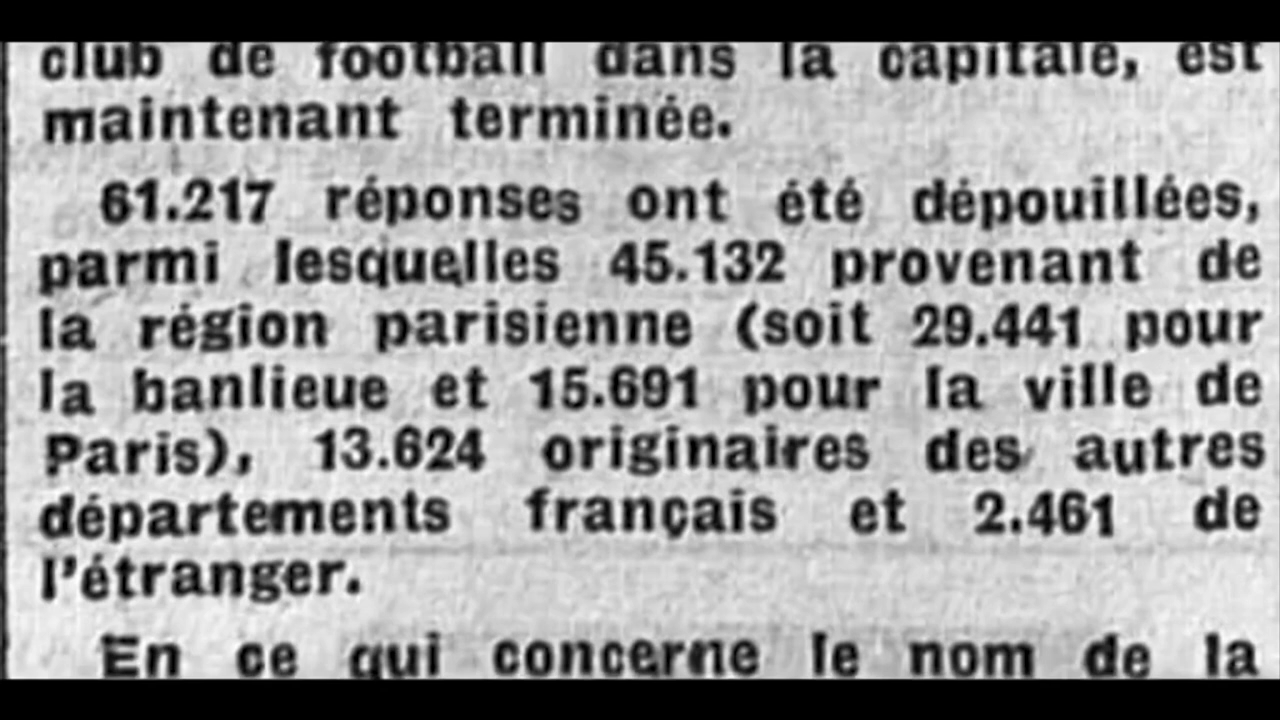 club de football dans la capitale, est
maintenant terminée.
61.217 réponses ont été dépouillées,
parmi lesquelles 45.132 provenant de
la région parisienne (soit 29.441 pour
la banlieue et 15.691 pour la ville de
Paris), 13.624 originaires des autres
départements français et 2.461 de
l'étranger.
En ce qui concerne le nom de la